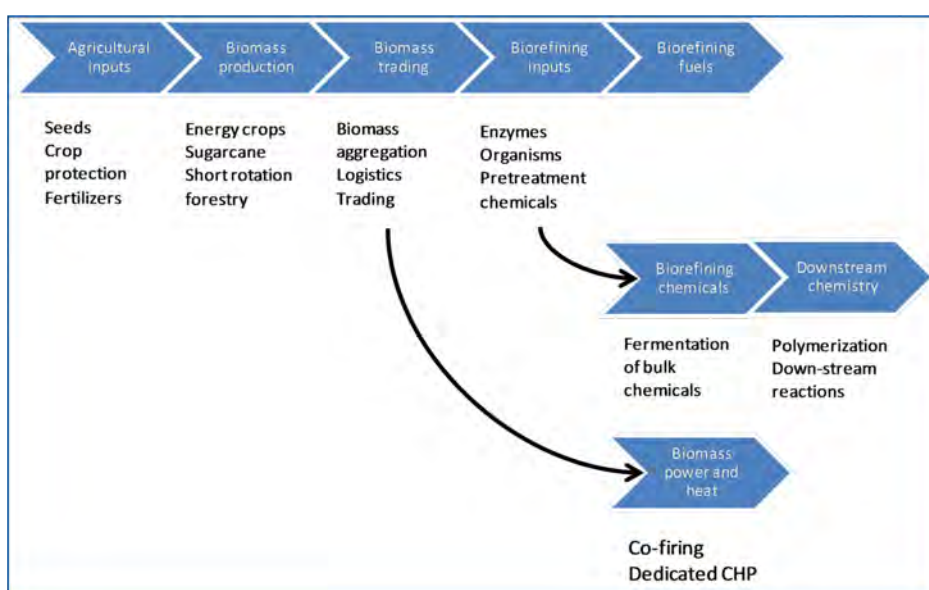 Agricultural
inputs
Biomass
production
Biomass
trading
Biorefining
inputs
Biorefining
fuels
Seeds
Crop
protection
Fertilizers
Energy crops
Sugarcane
Short rotation
forestry
Biomass
aggregation
Logistics
Trading
Enzymes
Organisms
Pretreatment
chemicals
Biorefining
chemicals
Downstream
chemistry
Fermentation
of bulk
chemicals
Polymerization
Down-stream
reactions
Biomass
power and
heat
Co-firing
Dedicated CHP